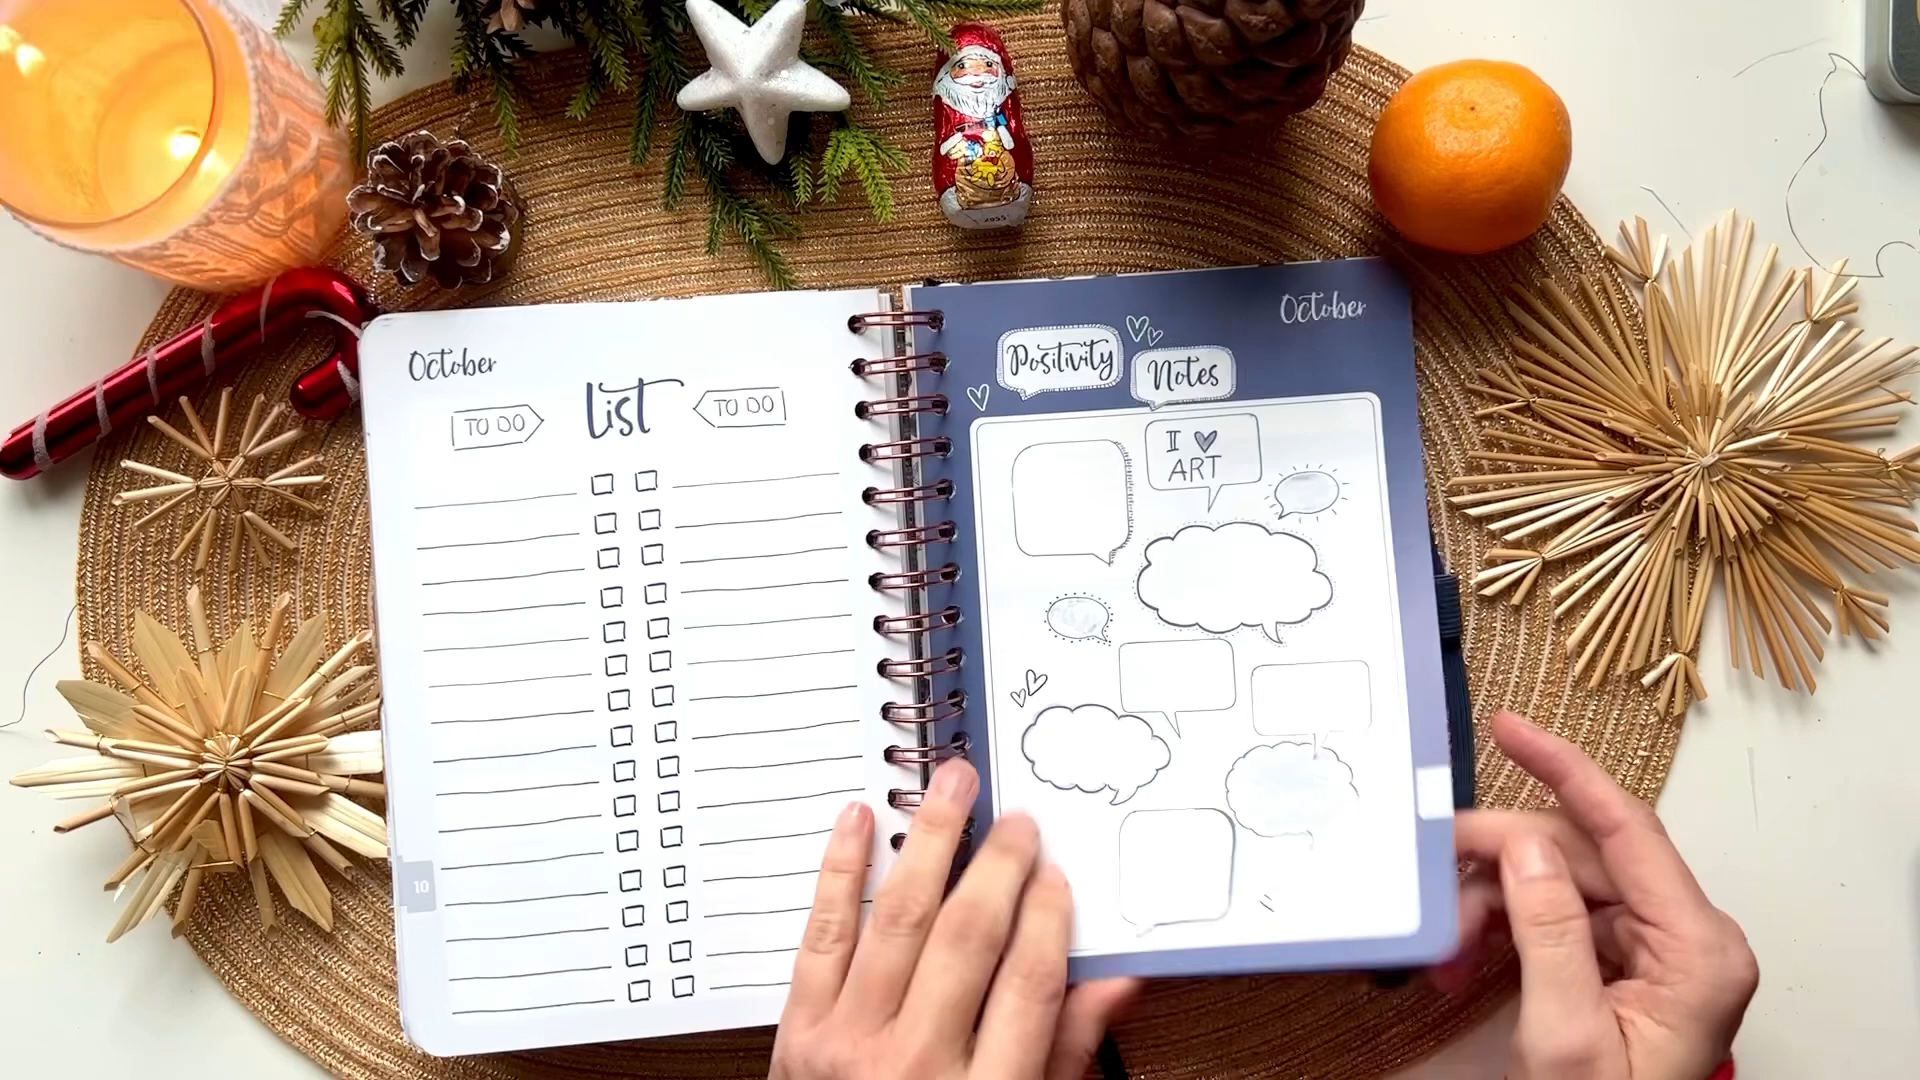 October
TO DO
List
TO DO
10
October
Positivity
Notes
I
ART